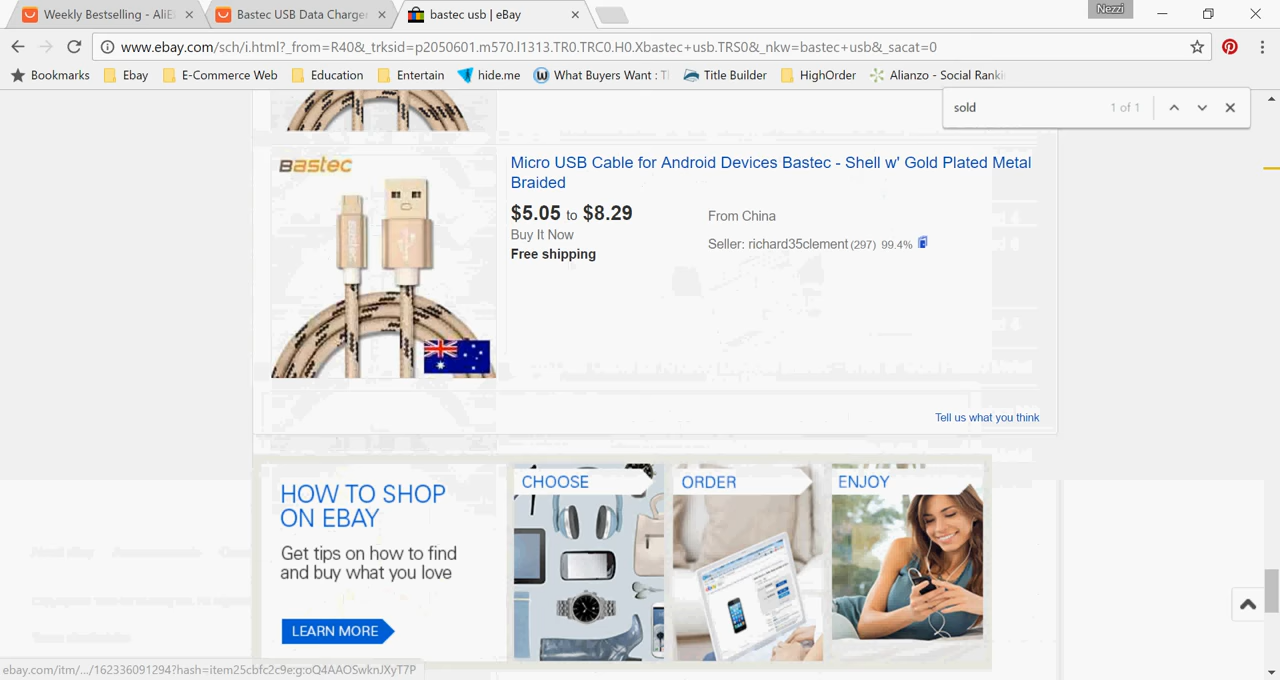 Weekly Bestselling - AliE
Bastec USB Data Charger
bastec usb | eBay
Nezzi
www.ebay.com/sch/i.html?_from=R40&_trksid=p2050601.m570.l1313.TR0.TRC0.H0.Xbastec+usb.TRS0&_nkw=bastec+usb&_sacat=0
Bookmarks
Ebay
E-Commerce Web
Education
Entertain
hide.me
What Buyers Want : T
Title Builder
HighOrder
Alianzo - Social Ranki
sold
1 of 1
Bastec
Bastec
Micro USB Cable for Android Devices Bastec - Shell w' Gold Plated Metal
Braided
$5.05 to $8.29
Buy It Now
Free shipping
From China
Seller: richard35clement (297) 99.4%
Tell us what you think
HOW TO SHOP
ON EBAY
Get tips on how to find
and buy what you love
LEARN MORE
CHOOSE
ORDER
ENJOY
ebay.com/itm/.../162336091294?hash=item25cbfc2c9e:g:oQ4AAOSwknJXyT7P